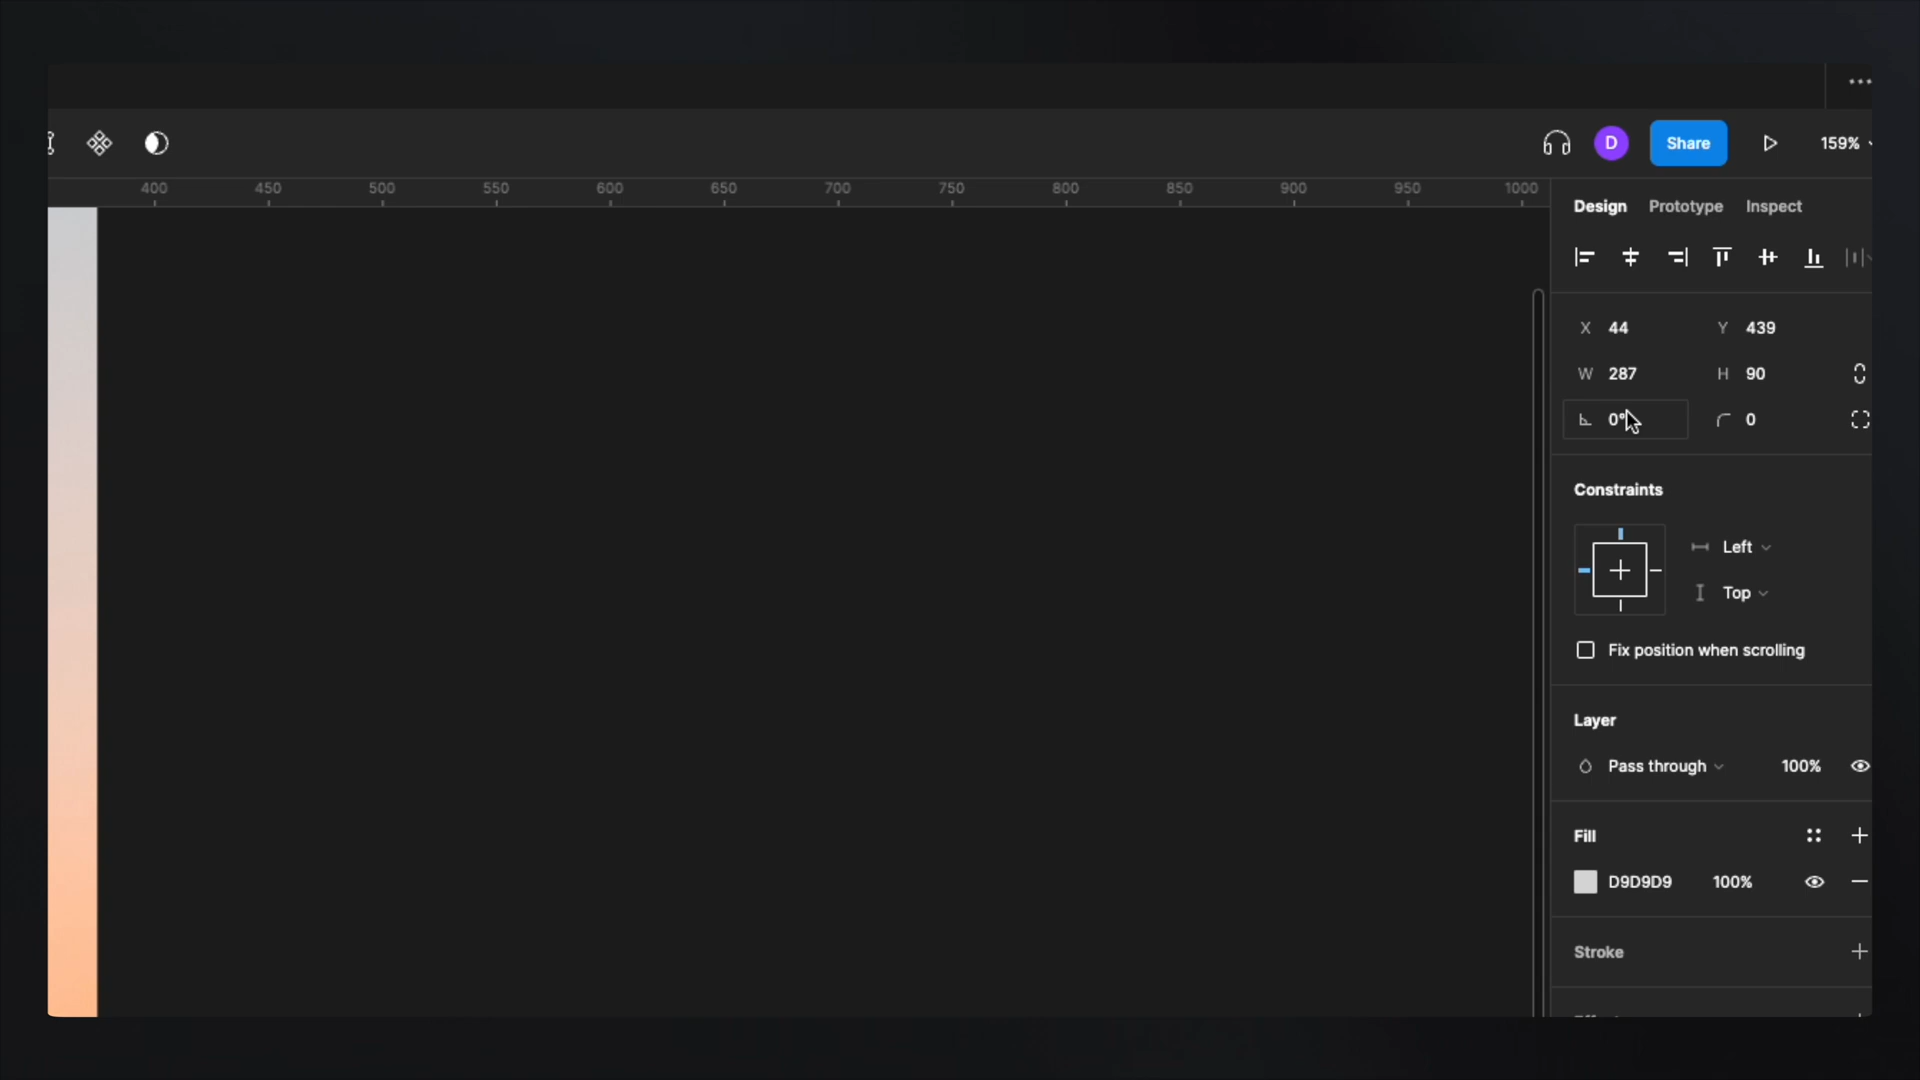 D Share 159%
400 450 500 550 600 650 700 750 800 850 900 950 1000
Design Prototype Inspect
X 44 Y 439
W 287 H 90
0° 0
Constraints
Left
Top
Fix position when scrolling
Layer
Pass through 100%
Fill
D9D9D9 100%
Stroke